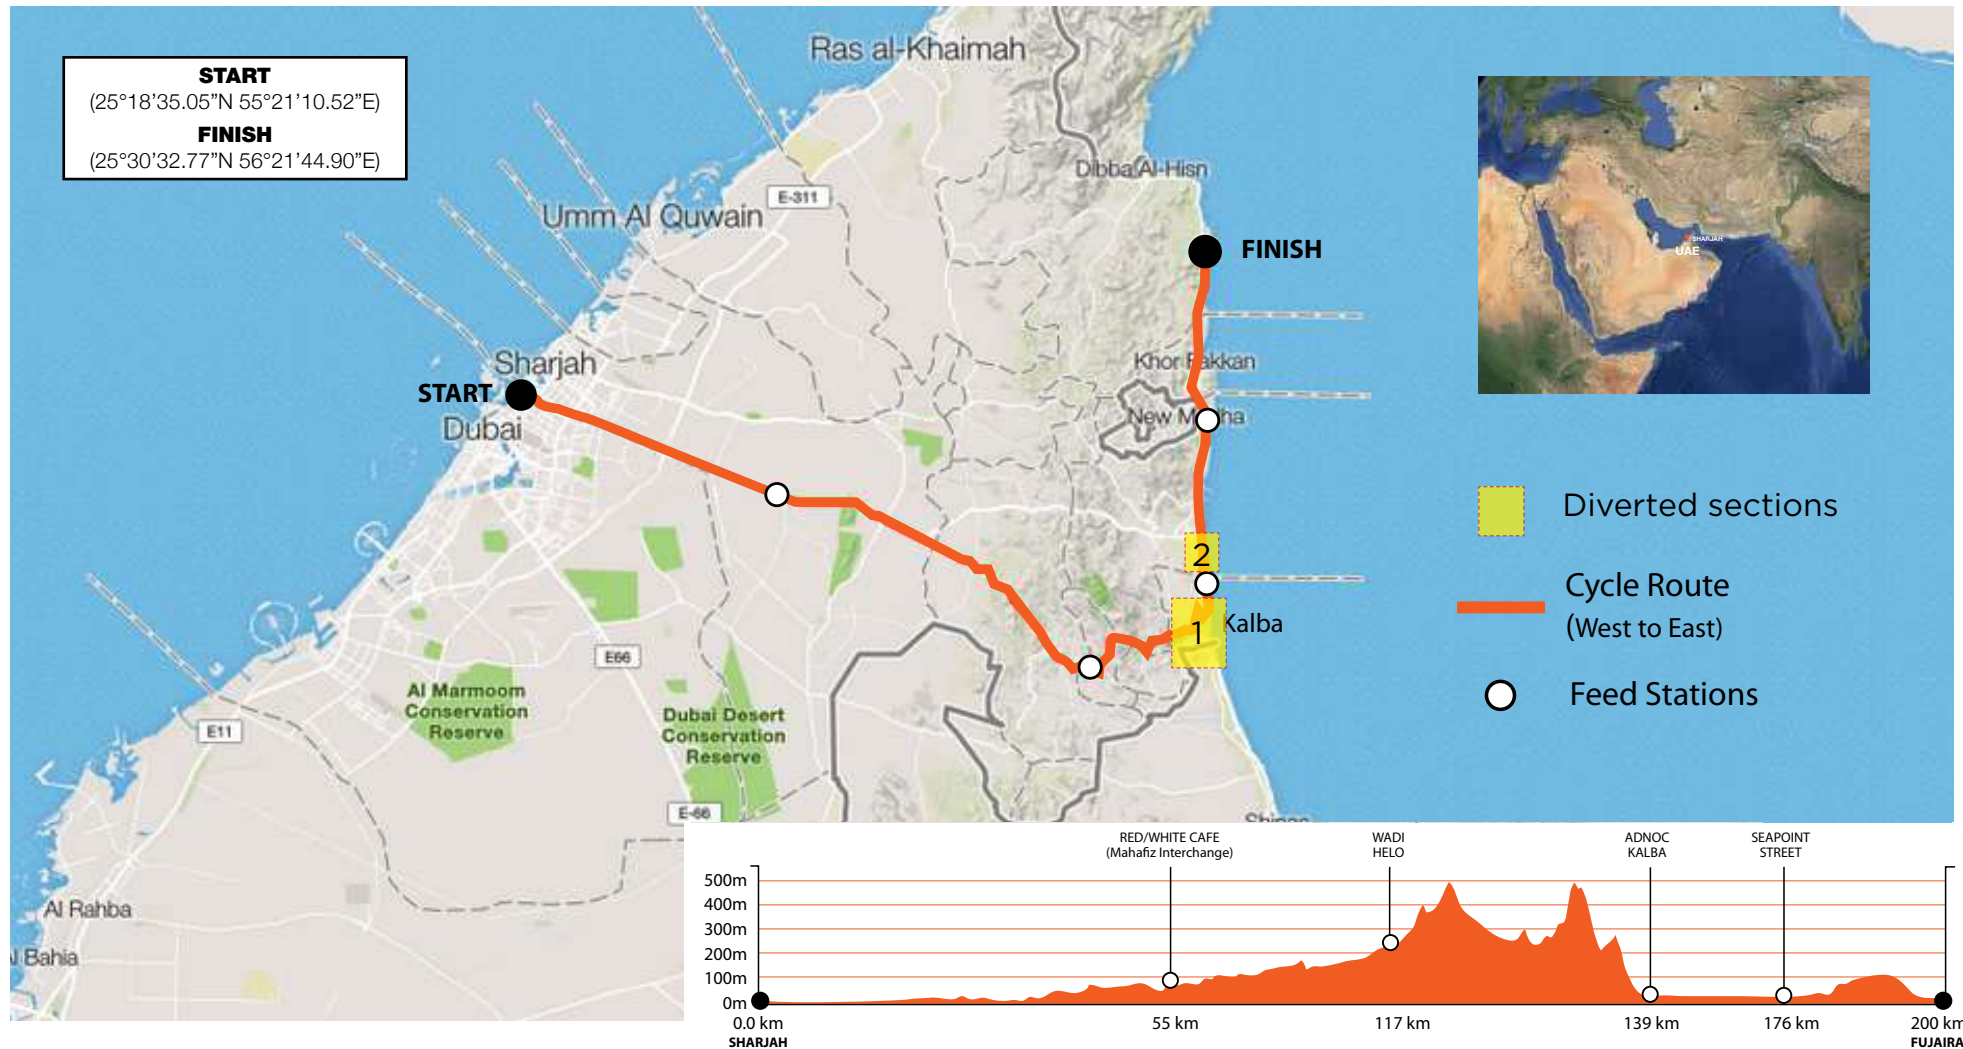 START
(25°18’35.05”N 55°21’10.52”E)
FINISH
(25°30’32.77”N 56°21’44.90”E)
Ras al-Khaimah
Dibba Al-Hisn
E-311
Umm Al Quwain
FINISH
SHARJAH
UAE
Sharjah
START
Dubai
Khor Fakkan
New
2
1
Kalba
Diverted sections
Cycle Route
(West to East)
Feed Stations
E66
Al Marmoom
Conservation
Reserve
Dubai Desert
Conservation
Reserve
E11
E-66
Al Rahba
Bahia
RED/WHITE CAFE
(Mahafiz Interchange)
WADI
HELO
ADNOC
KALBA
SEAPOINT
STREET
500m
400m
300m
200m
100m
0m
0.0 km
55 km
117 km
139 km
176 km
200 km
SHARJAH
FUJAIRA